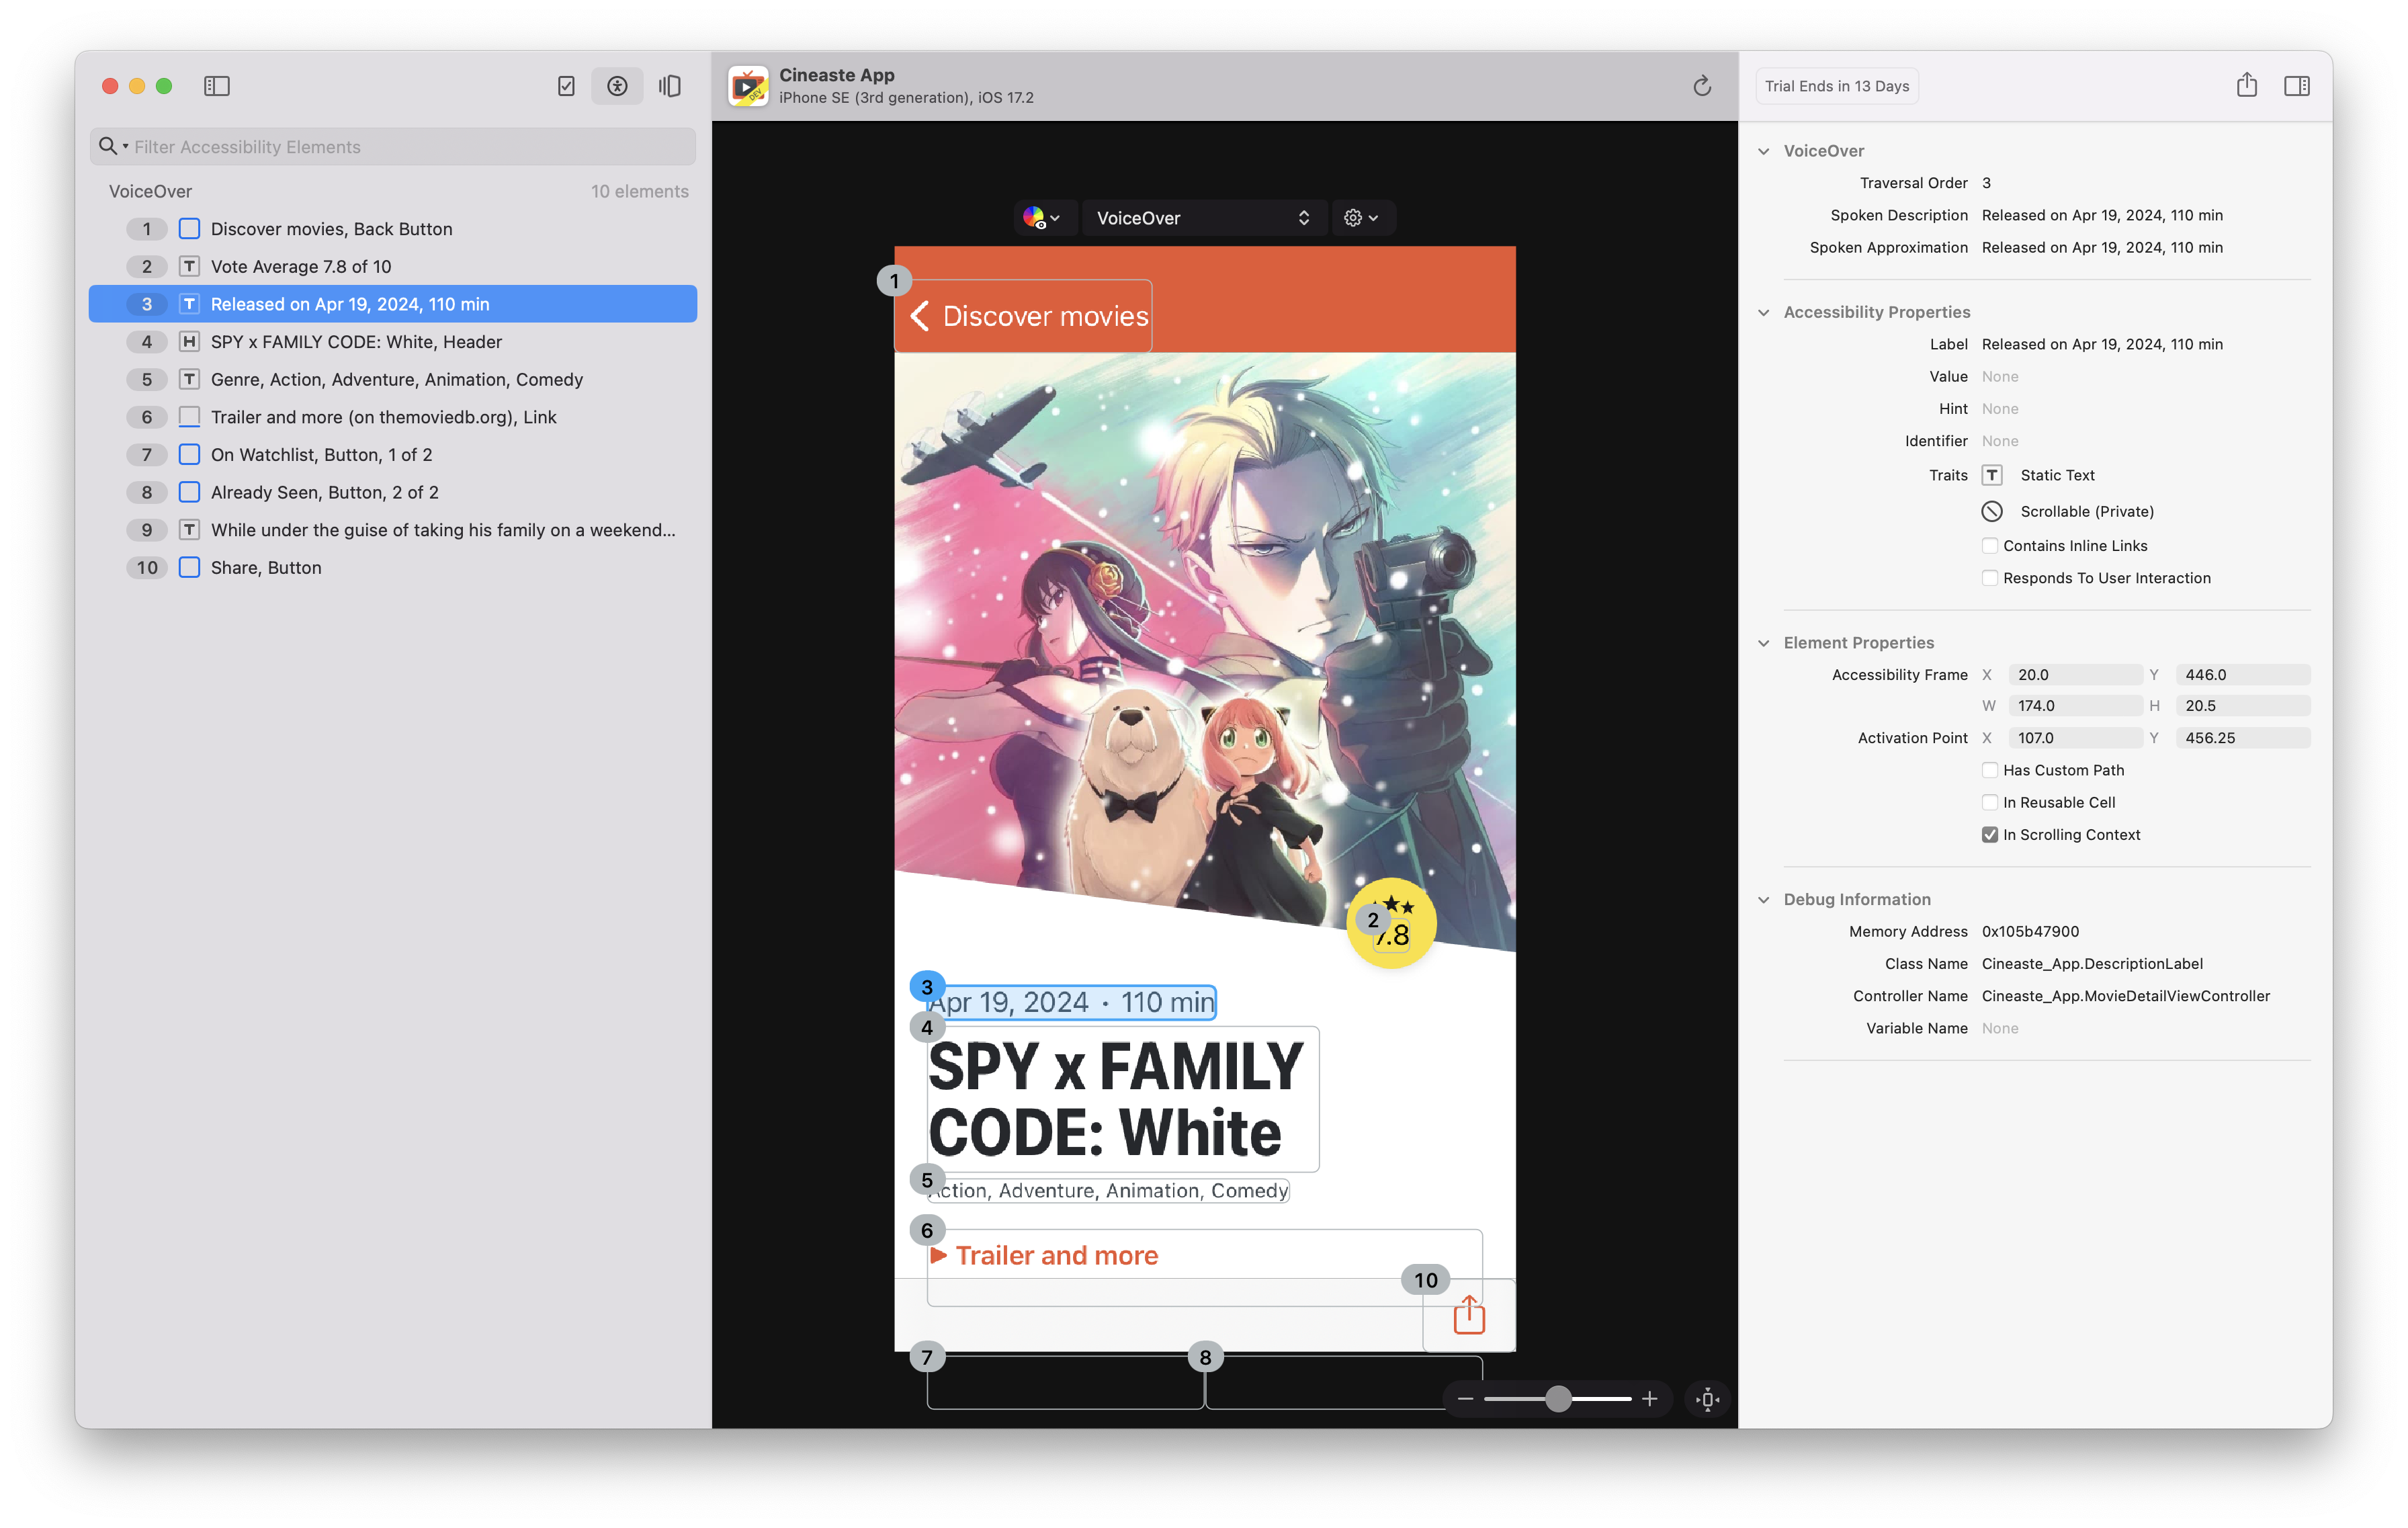 Filter Accessibility Elements
VoiceOver 10 elements
1 Discover movies, Back Button
2 T Vote Average 7.8 of 10
3 T Released on Apr 19, 2024, 110 min
4 H SPY x FAMILY CODE: White, Header
5 T Genre, Action, Adventure, Animation, Comedy
6 Trailer and more (on themoviedb.org), Link
7 On Watchlist, Button, 1 of 2
8 Already Seen, Button, 2 of 2
9 T While under the guise of taking his family on a weekend...
10 Share, Button
Cineaste App
iPhone SE (3rd generation), iOS 17.2
DEV
VoiceOver
1
Discover movies
2
7.8
3
Apr 19, 2024 · 110 min
4
SPY x FAMILY
CODE: White
5
Action, Adventure, Animation, Comedy
6
Trailer and more
10
7 8
Trial Ends in 13 Days
VoiceOver
Traversal Order 3
Spoken Description Released on Apr 19, 2024, 110 min
Spoken Approximation Released on Apr 19, 2024, 110 min
Accessibility Properties
Label Released on Apr 19, 2024, 110 min
Value None
Hint None
Identifier None
Traits T Static Text
Scrollable (Private)
Contains Inline Links
Responds To User Interaction
Element Properties
Accessibility Frame X 20.0 Y 446.0
W 174.0 H 20.5
Activation Point X 107.0 Y 456.25
Has Custom Path
In Reusable Cell
In Scrolling Context
Debug Information
Memory Address 0x105b47900
Class Name Cineaste_App.DescriptionLabel
Controller Name Cineaste_App.MovieDetailViewController
Variable Name None